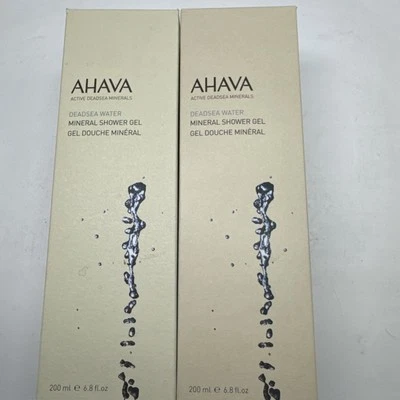 AHAVA
ACTIVE DEADSEA MINERALS
DEADSEA WATER
MINERAL SHOWER GEL
GEL DOUCHE MINÉRAL
200 ml ℮ 6.8 fl.oz
AHAVA
ACTIVE DEADSEA MINERALS
DEADSEA WATER
MINERAL SHOWER GEL
GEL DOUCHE MINÉRAL
200 ml ℮ 6.8 fl.oz